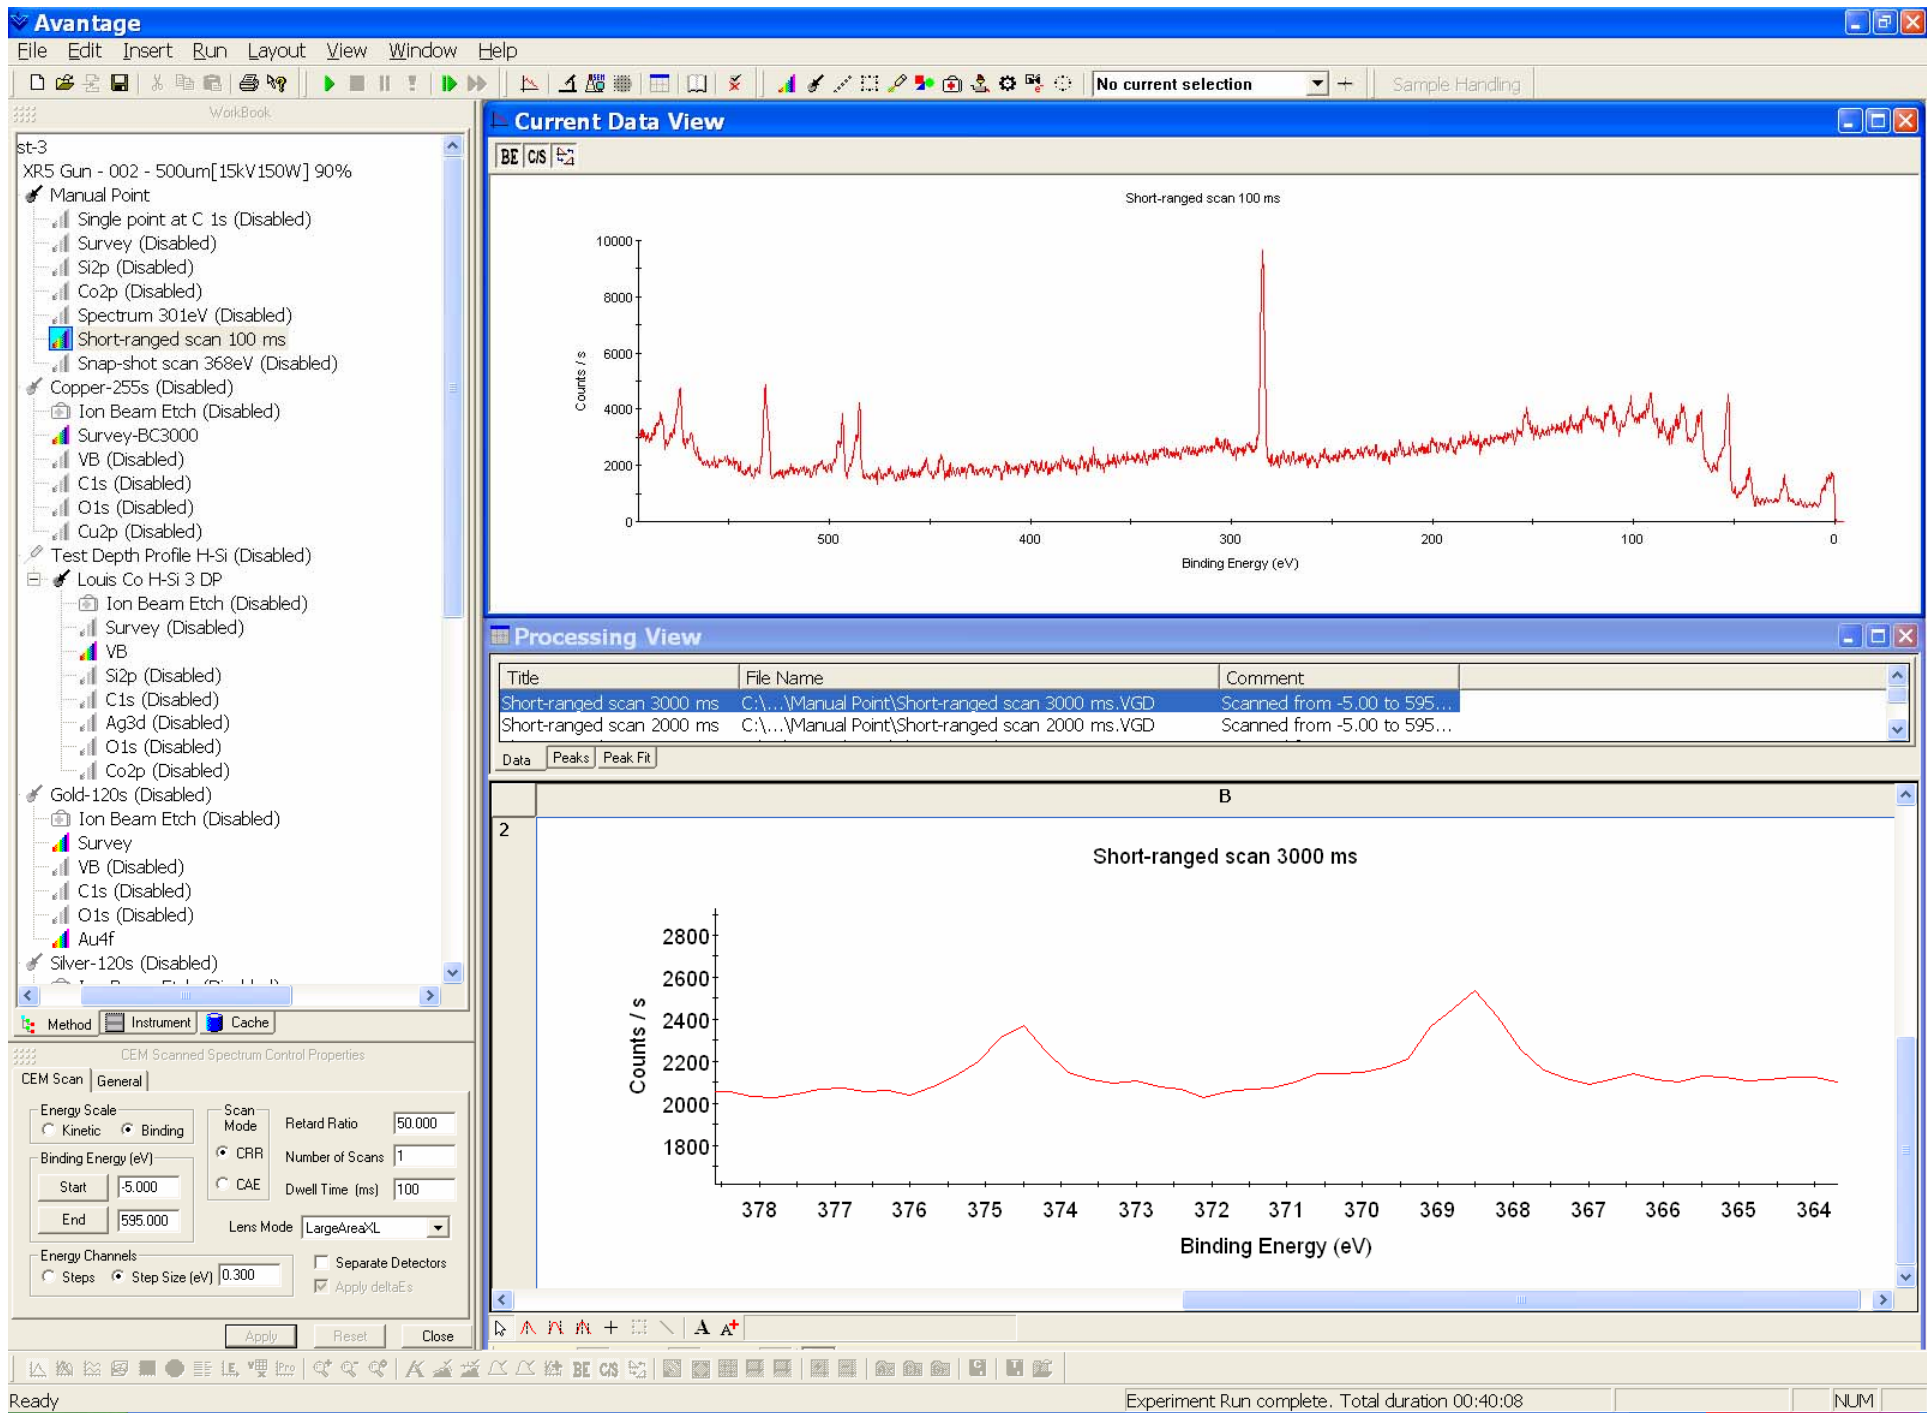 Avantage
File Edit Insert Run Layout View Window Help
No current selection
Sample Handling
WorkBook
st-3
XR5 Gun - 002 - 500um[15kV150W] 90%
Manual Point
Single point at C 1s (Disabled)
Survey (Disabled)
Si2p (Disabled)
Co2p (Disabled)
Spectrum 301eV (Disabled)
Short-ranged scan 100 ms
Snap-shot scan 368eV (Disabled)
Copper-255s (Disabled)
Ion Beam Etch (Disabled)
Survey-BC3000
VB (Disabled)
C1s (Disabled)
O1s (Disabled)
Cu2p (Disabled)
Test Depth Profile H-Si (Disabled)
Louis Co H-Si 3 DP
Ion Beam Etch (Disabled)
Survey (Disabled)
VB
Si2p (Disabled)
C1s (Disabled)
Ag3d (Disabled)
O1s (Disabled)
Co2p (Disabled)
Gold-120s (Disabled)
Ion Beam Etch (Disabled)
Survey
VB (Disabled)
C1s (Disabled)
O1s (Disabled)
Au4f
Silver-120s (Disabled)
Method Instrument Cache
CEM Scanned Spectrum Control Properties
CEM Scan General
Energy Scale
Kinetic Binding
Binding Energy (eV)
Start -5.000
End 595.000
Scan Mode
CRR
CAE
Retard Ratio 50.000
Number of Scans 1
Dwell Time (ms) 100
Lens Mode LargeAreaXL
Energy Channels
Steps Step Size (eV) 0.300
Separate Detectors
Apply deltaEs
Apply Reset Close
Current Data View
BE C/S
Short-ranged scan 100 ms
Counts / s
10000
8000
6000
4000
2000
0
500 400 300 200 100 0
Binding Energy (eV)
Processing View
Title File Name Comment
Short-ranged scan 3000 ms C:\...\Manual Point\Short-ranged scan 3000 ms.VGD Scanned from -5.00 to 595...
Short-ranged scan 2000 ms C:\...\Manual Point\Short-ranged scan 2000 ms.VGD Scanned from -5.00 to 595...
Data Peaks Peak Fit
B
2
Short-ranged scan 3000 ms
Counts / s
2800
2600
2400
2200
2000
1800
378 377 376 375 374 373 372 371 370 369 368 367 366 365 364
Binding Energy (eV)
A A+
BE C/S
Ready
Experiment Run complete. Total duration 00:40:08
NUM